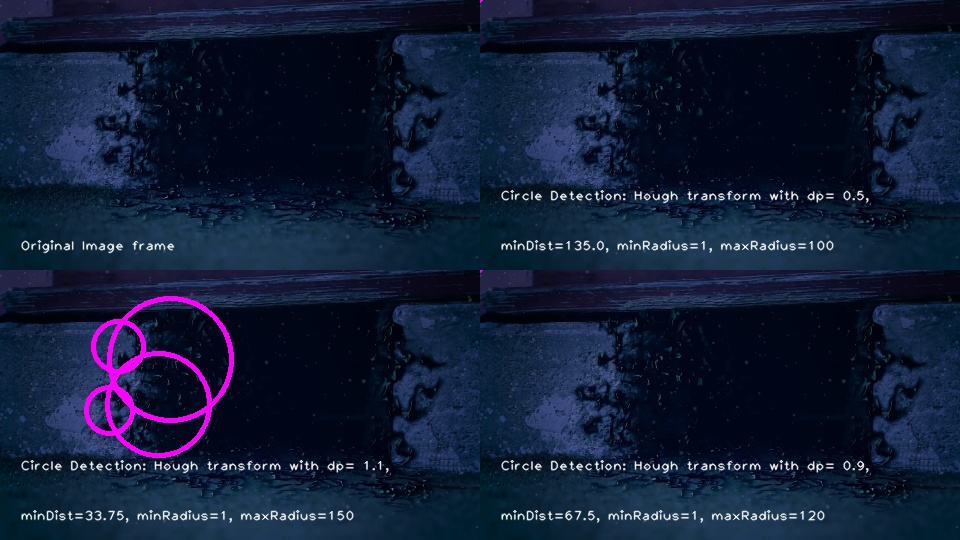 Original Image frame
Circle Detection: Hough transform with dp= 0.5,
minDist=135.0, minRadius=1, maxRadius=100
Circle Detection: Hough transform with dp= 1.1,
minDist=33.75, minRadius=1, maxRadius=150
Circle Detection: Hough transform with dp= 0.9,
minDist=67.5, minRadius=1, maxRadius=120